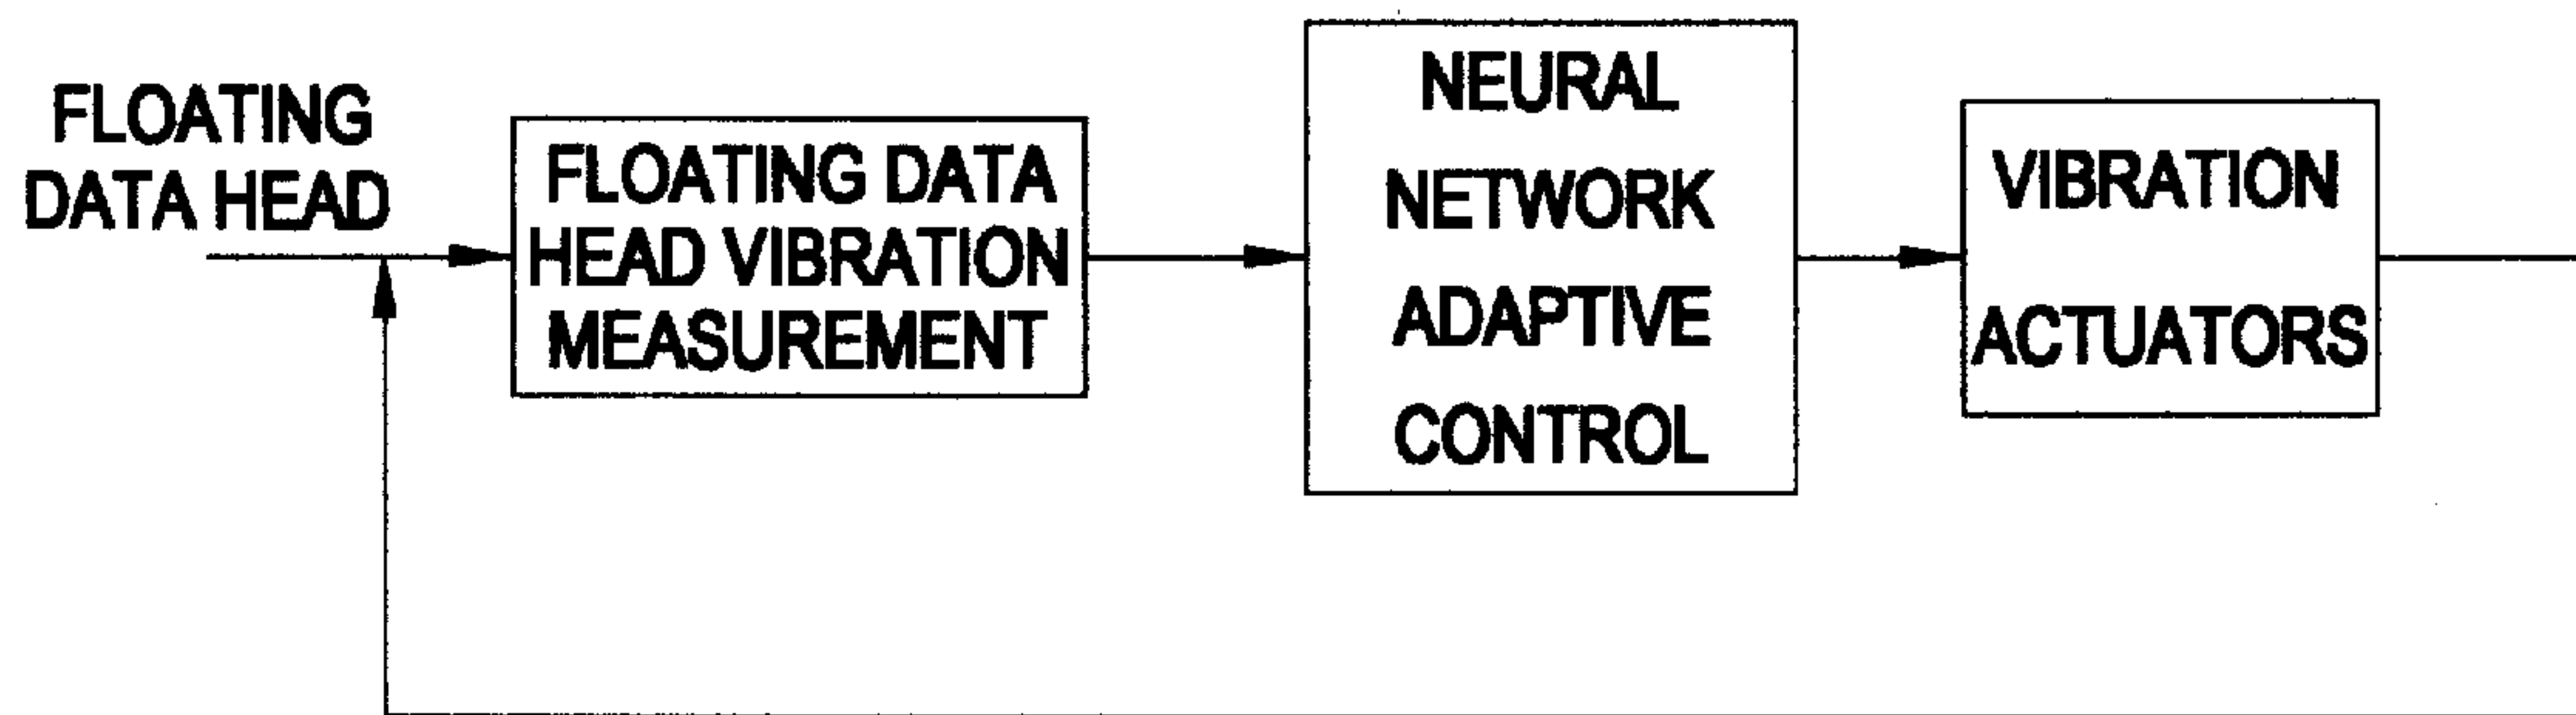 FLOATING
DATA HEAD
FLOATING DATA
HEAD VIBRATION
MEASUREMENT
NEURAL
NETWORK
ADAPTIVE
CONTROL
VIBRATION
ACTUATORS